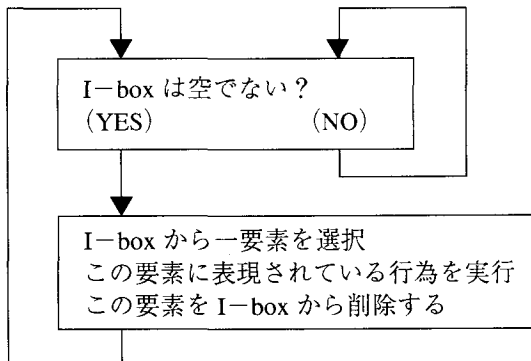 I-box は空でない?
(YES) (NO)
I-box から一要素を選択
この要素に表現されている行為を実行
この要素を I-box から削除する